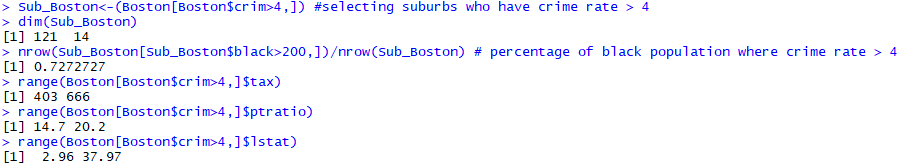 > Sub_Boston<-(Boston[Boston$crim>4,]) #selecting suburbs who have crime rate > 4
> dim(Sub_Boston)
[1] 121  14
> nrow(Sub_Boston[Sub_Boston$black>200,])/nrow(Sub_Boston) # percentage of black population where crime rate > 4
[1] 0.7272727
> range(Boston[Boston$crim>4,]$tax)
[1] 403 666
> range(Boston[Boston$crim>4,]$ptratio)
[1] 14.7 20.2
> range(Boston[Boston$crim>4,]$lstat)
[1]  2.96 37.97